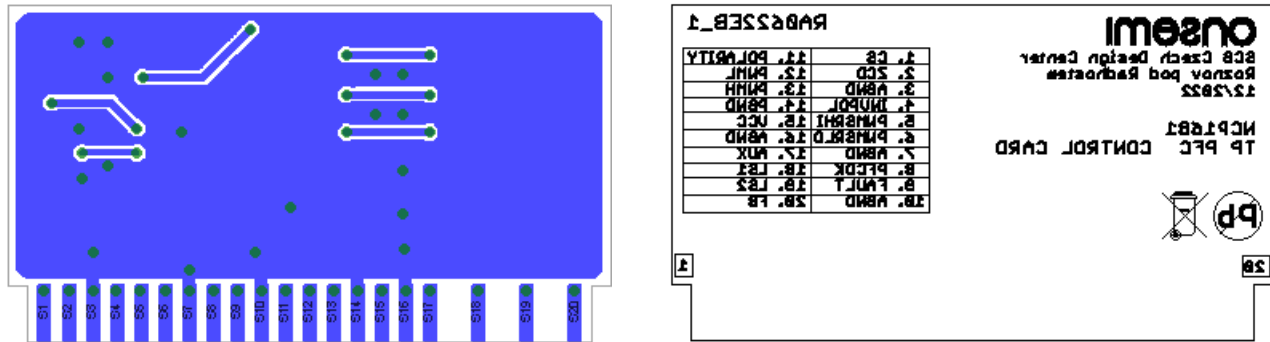 S1 S2 S3 S4 S5 S6 S7 S8 S9 S10 S11 S12 S13 S14 S15 S16 S17 S18 S19 S20
onsemi
SCG Czech Design Center
Roznov pod Radhostem
12/2022
NCP1681
TP PFC CONTROL CARD
Pb
RA0622EB_1
1. CS 11. POLARITY
2. ZCD 12. PWML
3. AGND 13. PWMH
4. INVPOL 14. PGND
5. PWMSRHI 15. VCC
6. PWMSRLO 16. AGND
7. AGND 17. AUX
8. PFCOK 18. LS1
9. FAULT 19. LS2
10. AGND 20. FB
20
1